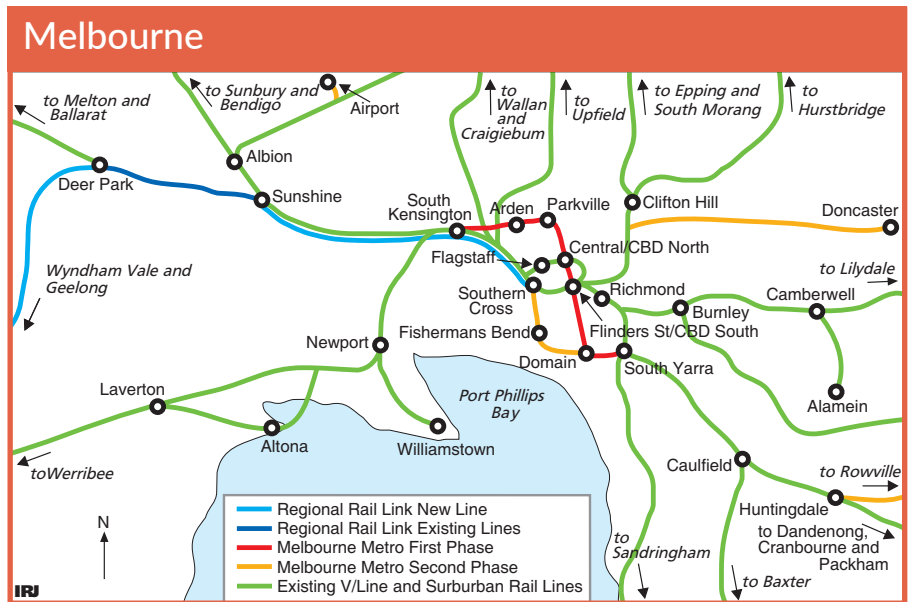 Melbourne
to Melton and
Ballarat
to Sunbury and
Bendigo
Airport
to
Wallan
and
Craigiebum
to
Upfield
to Epping and
South Morang
to
Hurstbridge
Albion
Deer Park
Sunshine
South
Kensington
Arden
Parkville
Clifton Hill
Doncaster
Central/CBD North
Flagstaff
Wyndham Vale and
Geelong
Southern
Cross
Richmond
to Lilydale
Camberwell
Burnley
Flinders St/CBD South
Fishermans Bend
Newport
Domain
South Yarra
Laverton
Port Phillips
Bay
Alamein
Altona
Williamstown
toWerribee
Caulfield
to Rowville
Huntingdale
to Dandenong,
Cranbourne and
Packham
to
Sandringham
to Baxter
N
Regional Rail Link New Line
Regional Rail Link Existing Lines
Melbourne Metro First Phase
Melbourne Metro Second Phase
Existing V/Line and Surburban Rail Lines
IRJ